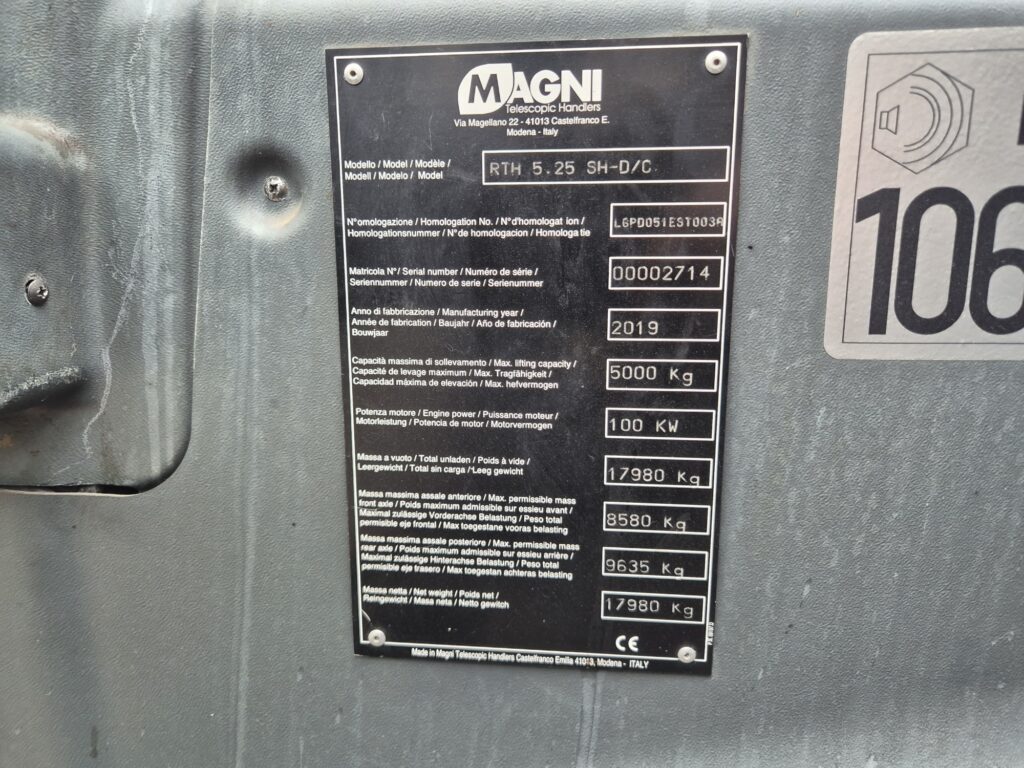 MAGNI
Telescopic Handlers
Via Magellano 22 - 41013 Castelfranco E.
Modena - Italy
Modello / Model / Modèle /
Modell / Modelo / Model
RTH 5.25 SH-D/C
N°omologazione / Homologation No. / N°d'homologat ion /
Homologationsnummer / N°de homologacion / Homologa tie
L6PD051EST003A
Matricola N°/ Serial number / Numéro de série /
Seriennummer / Numero de serie / Serienummer
00002714
Anno di fabbricazione / Manufacturing year /
Année de fabrication / Baujahr / Año de fabricación /
Bouwjaar
2019
Capacità massima di sollevamento / Max. lifting capacity /
Capacité de levage maximum / Max. Tragfähigkeit /
Capacidad máxima de elevación / Max. hefvermogen
5000 Kg
Potenza motore / Engine power / Puissance moteur /
Motorleistung / Potencia de motor / Motorvermogen
100 KW
Massa a vuoto / Total unladen / Poids à vide /
Leergewicht / Total sin carga / Leeg gewicht
17980 Kg
Massa massima assale anteriore / Max. permissible mass
front axle / Poids maximum admissible sur essieu avant /
Maximal zulässige Vorderachse Belastung / Peso total
permisible eje frontal / Max toegestane vooras belasting
8580 Kg
Massa massima assale posteriore / Max. permissible mass
rear axle / Poids maximum admissible sur essieu arrière /
Maximal zulässige Hinterachse Belastung / Peso total
permisible eje trasero / Max toegestan achteras belasting
9635 Kg
Massa netta / Net weight / Poids net /
Reingewicht / Masa neta / Netto gewitch
17980 Kg
CE
Made in Magni Telescopic Handlers Castelfranco Emilia 41013, Modena - ITALY
106